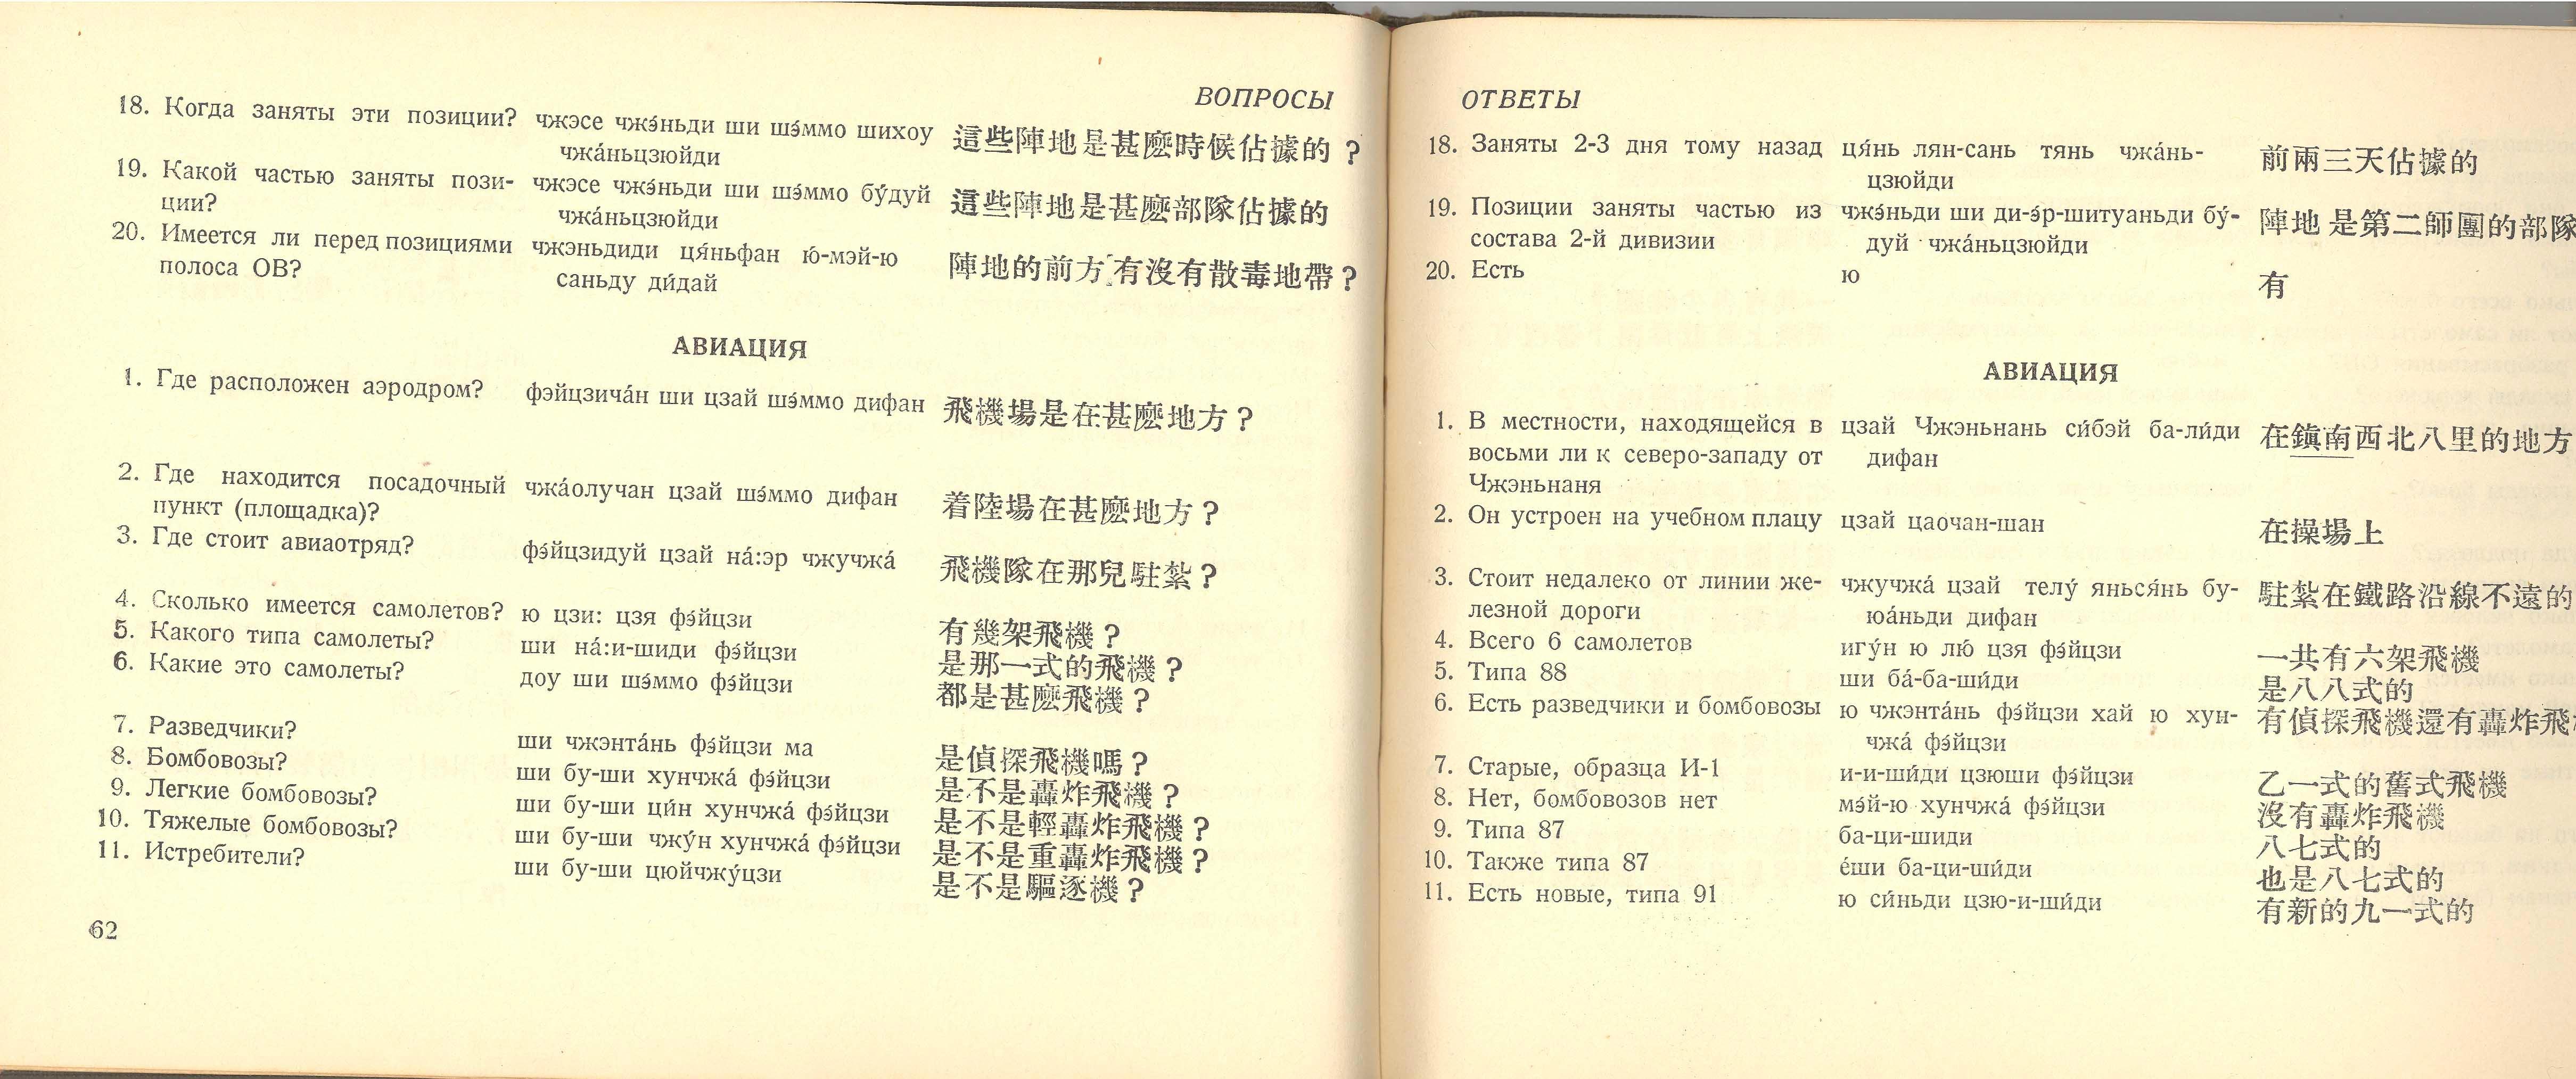 ВОПРОСЫ
18. Когда заняты эти позиции? чжэсе чжэ́ньди ши шэ́ммо шихоу 這些陣地是甚麽時候佔據的？
чжа́ньцзюйди
19. Какой частью заняты пози- чжэсе чжэ́ньди ши шэ́ммо бу́дуй 這些陣地是甚麽部隊佔據的
ции? чжа́ньцзюйди
20. Имеется ли перед позициями чжэньдиди ця́ньфан ю́-мэй-ю 陣地的前方有沒有散毒地帶？
полоса ОВ? саньду ди́дай
АВИАЦИЯ
1. Где расположен аэродром? фэйцзича́н ши цзай шэ́ммо дифан 飛機場是在甚麽地方？
2. Где находится посадочный чжа́олучан цзай шэ́ммо дифан 着陸場在甚麽地方？
пункт (площадка)?
3. Где стоит авиаотряд? фэ́йцзидуй цзай на́:эр чжучжа́ 飛機隊在那兒駐紮？
4. Сколько имеется самолетов? ю цзи: цзя фэ́йцзи 有幾架飛機？
5. Какого типа самолеты? ши на́:и-шиди фэ́йцзи 是那一式的飛機？
6. Какие это самолеты? доу ши шэ́ммо фэ́йцзи 都是甚麽飛機？
7. Разведчики? ши чжэнта́нь фэ́йцзи ма 是偵探飛機嗎？
8. Бомбовозы? ши бу-ши хунчжа́ фэ́йцзи 是不是轟炸飛機？
9. Легкие бомбовозы? ши бу-ши ци́н хунчжа́ фэ́йцзи 是不是輕轟炸飛機？
10. Тяжелые бомбовозы? ши бу-ши чжу́н хунчжа́ фэ́йцзи 是不是重轟炸飛機？
11. Истребители? ши бу-ши цюйчжу́цзи 是不是驅逐機？
62
ОТВЕТЫ
18. Заняты 2-3 дня тому назад ця́нь лян-сань тянь чжа́нь- 前兩三天佔據的
цзюйди
19. Позиции заняты частью из чжэ́ньди ши ди-э́р-шитуаньди бу́- 陣地是第二師團的部隊
состава 2-й дивизии дуй чжа́ньцзюйди
20. Есть ю 有
АВИАЦИЯ
1. В местности, находящейся в цзай Чжэньнань си́бэй ба-ли́ди 在鎭南西北八里的地方
восьми ли к северо-западу от дифан
Чжэньнаня
2. Он устроен на учебном плацу цзай цаочан-шан 在操場上
3. Стоит недалеко от линии же- чжучжа́ цзай телу́ янься́нь бу- 駐紮在鐵路沿線不遠的
лезной дороги юа́ньди дифан
4. Всего 6 самолетов игу́н ю лю́ цзя фэ́йцзи 一共有六架飛機
5. Типа 88 ши ба́-ба-ши́ди 是八八式的
6. Есть разведчики и бомбовозы ю чжэнта́нь фэ́йцзи хай ю хун- 有偵探飛機還有轟炸飛
чжа́ фэ́йцзи
7. Старые, образца И-1 и-и-ши́ди цзюши фэ́йцзи 乙一式的舊式飛機
8. Нет, бомбовозов нет мэ́й-ю хунчжа́ фэ́йцзи 沒有轟炸飛機
9. Типа 87 ба-ци-шиди 八七式的
10. Также типа 87 е́ши ба-ци-ши́ди 也是八七式的
11. Есть новые, типа 91 ю си́ньди цзю-и-ши́ди 有新的九一式的